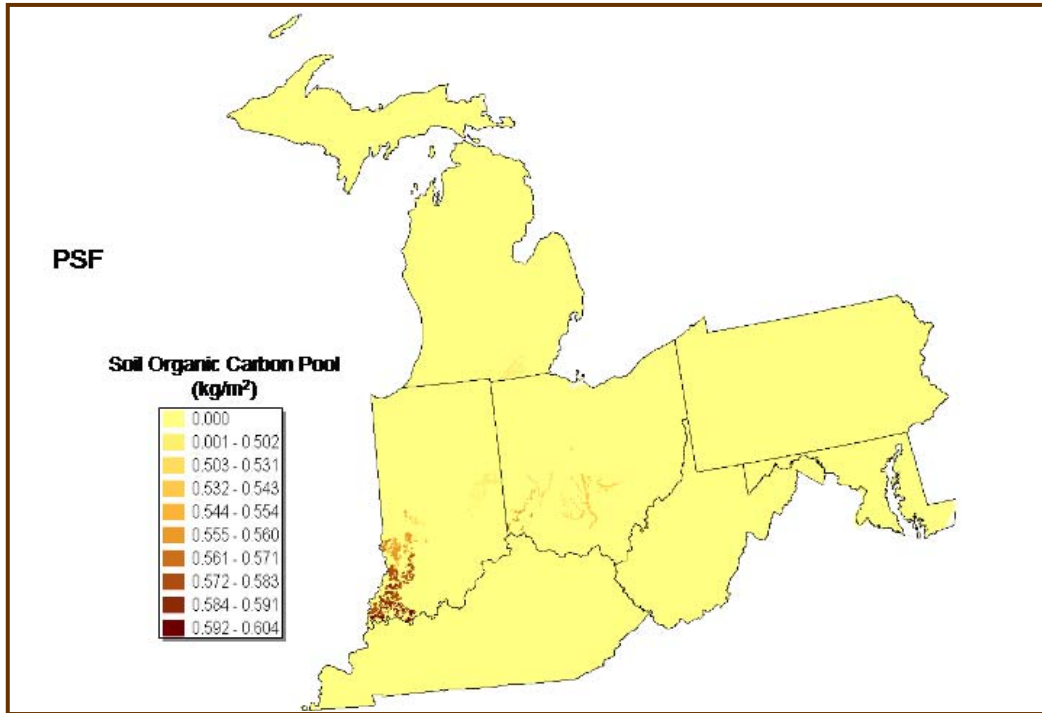 PSF
Soil Organic Carbon Pool
(kg/m²)
0.000
0.001 - 0.502
0.503 - 0.531
0.532 - 0.543
0.544 - 0.554
0.555 - 0.560
0.561 - 0.571
0.572 - 0.583
0.584 - 0.591
0.592 - 0.604